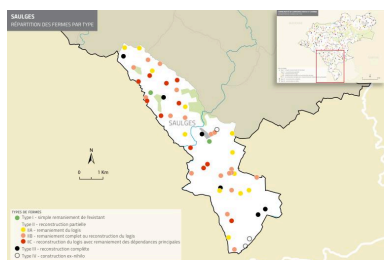 SAULGES
RÉPARTITION DES FERMES PAR TYPE
SAULGES
N
0 1 Km
TYPES DE FERMES
Type I - simple remaniement de l'existant
Type II - reconstruction partielle
IIA - remaniement du logis
IIB - remaniement complet ou reconstruction du logis
IIC - reconstruction du logis avec remaniement des dépendances principales
Type III - reconstruction complète
Type IV - construction ex-nihilo